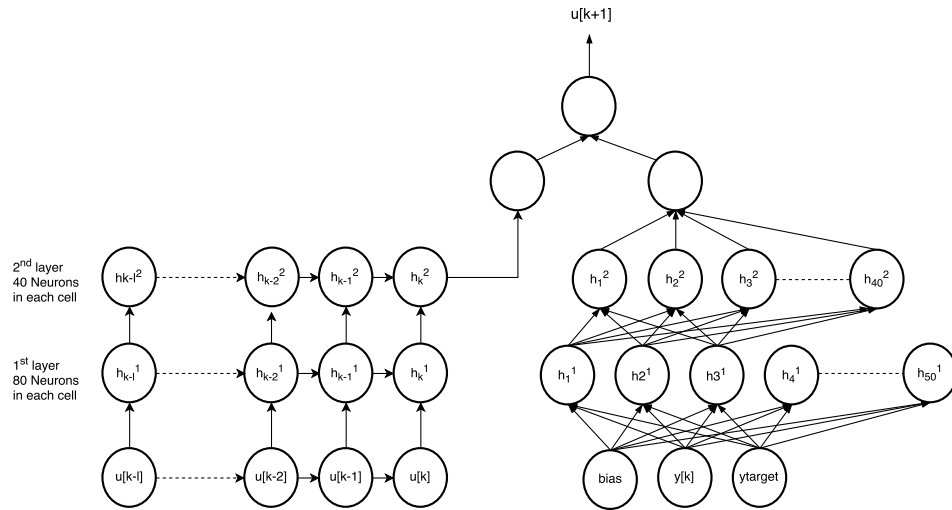 u[k+1]
2nd layer
40 Neurons
in each cell
hk-l²
hₖ₋₂²
hₖ₋₁²
hₖ²
h₁²
h₂²
h₃²
h₄₀²
1st layer
80 Neurons
in each cell
hₖ₋ₗ¹
hₖ₋₂¹
hₖ₋₁¹
hₖ¹
h₁¹
h2¹
h3¹
h₄¹
h₅₀¹
u[k-l]
u[k-2]
u[k-1]
u[k]
bias
y[k]
ytarget